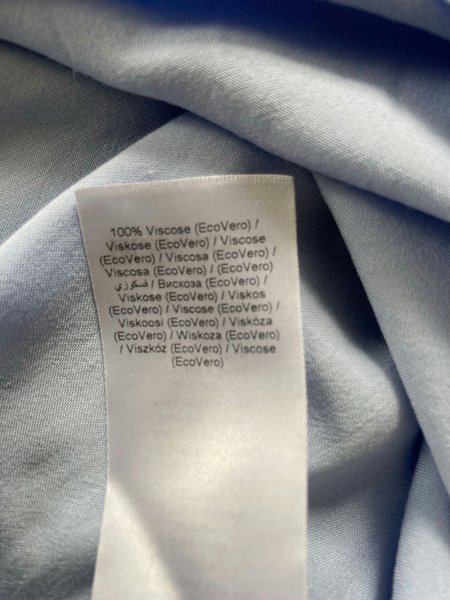 100% Viscose (EcoVero) /
Viskose (EcoVero) / Viscose
(EcoVero) / Viscosa (EcoVero) /
Viscosa (EcoVero) / (EcoVero)
فسكوزي / Вискоза (EcoVero) /
Viskose (EcoVero) / Viskos
(EcoVero) / Viscose (EcoVero) /
Viskoosi (EcoVero) / Viskóza
(EcoVero) / Wiskoza (EcoVero)
/ Viszkóz (EcoVero) / Viscose
(EcoVero)